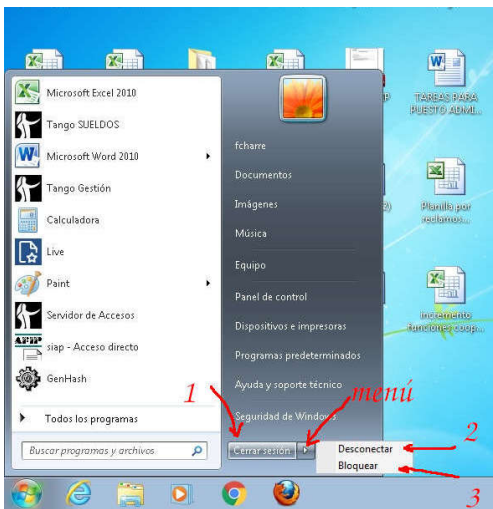 TAREAS PARA
PUESTO ADMI...
Microsoft Excel 2010
Tango SUELDOS
Microsoft Word 2010
Tango Gestión
Calculadora
Live
Paint
Servidor de Accesos
AFIP
siap - Acceso directo
GenHash
Todos los programas
Buscar programas y archivos
fcharre
Documentos
Imágenes
Música
Equipo
Panel de control
Dispositivos e impresoras
Programas predeterminados
Ayuda y soporte técnico
Seguridad de Windows
Cerrar sesión
1
menú
Desconectar
Bloquear
2
3
Planilla por
reclamos...
incremento
funciones coop...